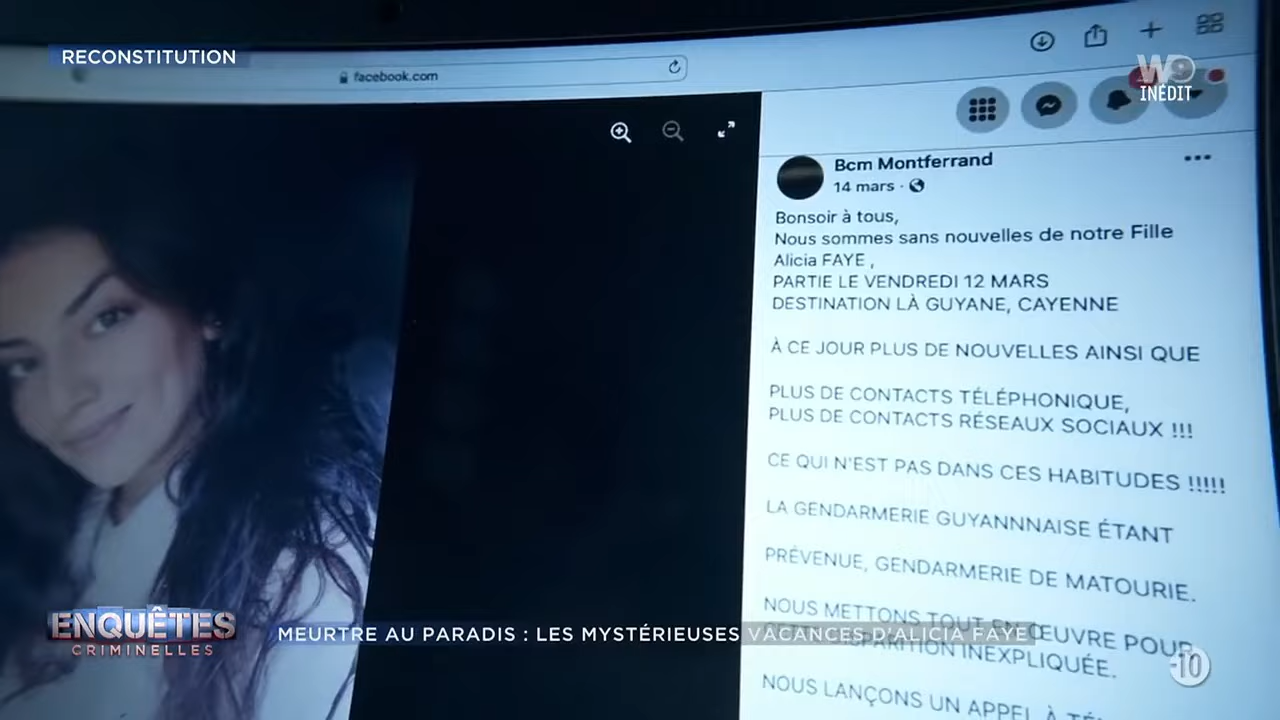 RECONSTITUTION
facebook.com
W9
INÉDIT
Bcm Montferrand
14 mars ·
Bonsoir à tous,
Nous sommes sans nouvelles de notre Fille
Alicia FAYE ,
PARTIE LE VENDREDI 12 MARS
DESTINATION LÀ GUYANE, CAYENNE
À CE JOUR PLUS DE NOUVELLES AINSI QUE
PLUS DE CONTACTS TÉLÉPHONIQUE,
PLUS DE CONTACTS RÉSEAUX SOCIAUX !!!
CE QUI N'EST PAS DANS CES HABITUDES !!!!!
LA GENDARMERIE GUYANNNAISE ÉTANT
PRÉVENUE, GENDARMERIE DE MATOURIE.
NOUS METTONS TOUT EN ŒUVRE POUR
INEXPLIQUÉE.
NOUS LANÇONS UN APPEL À
ENQUÊTES
CRIMINELLES
MEURTRE AU PARADIS : LES MYSTÉRIEUSES VACANCES D'ALICIA FAYE
-10